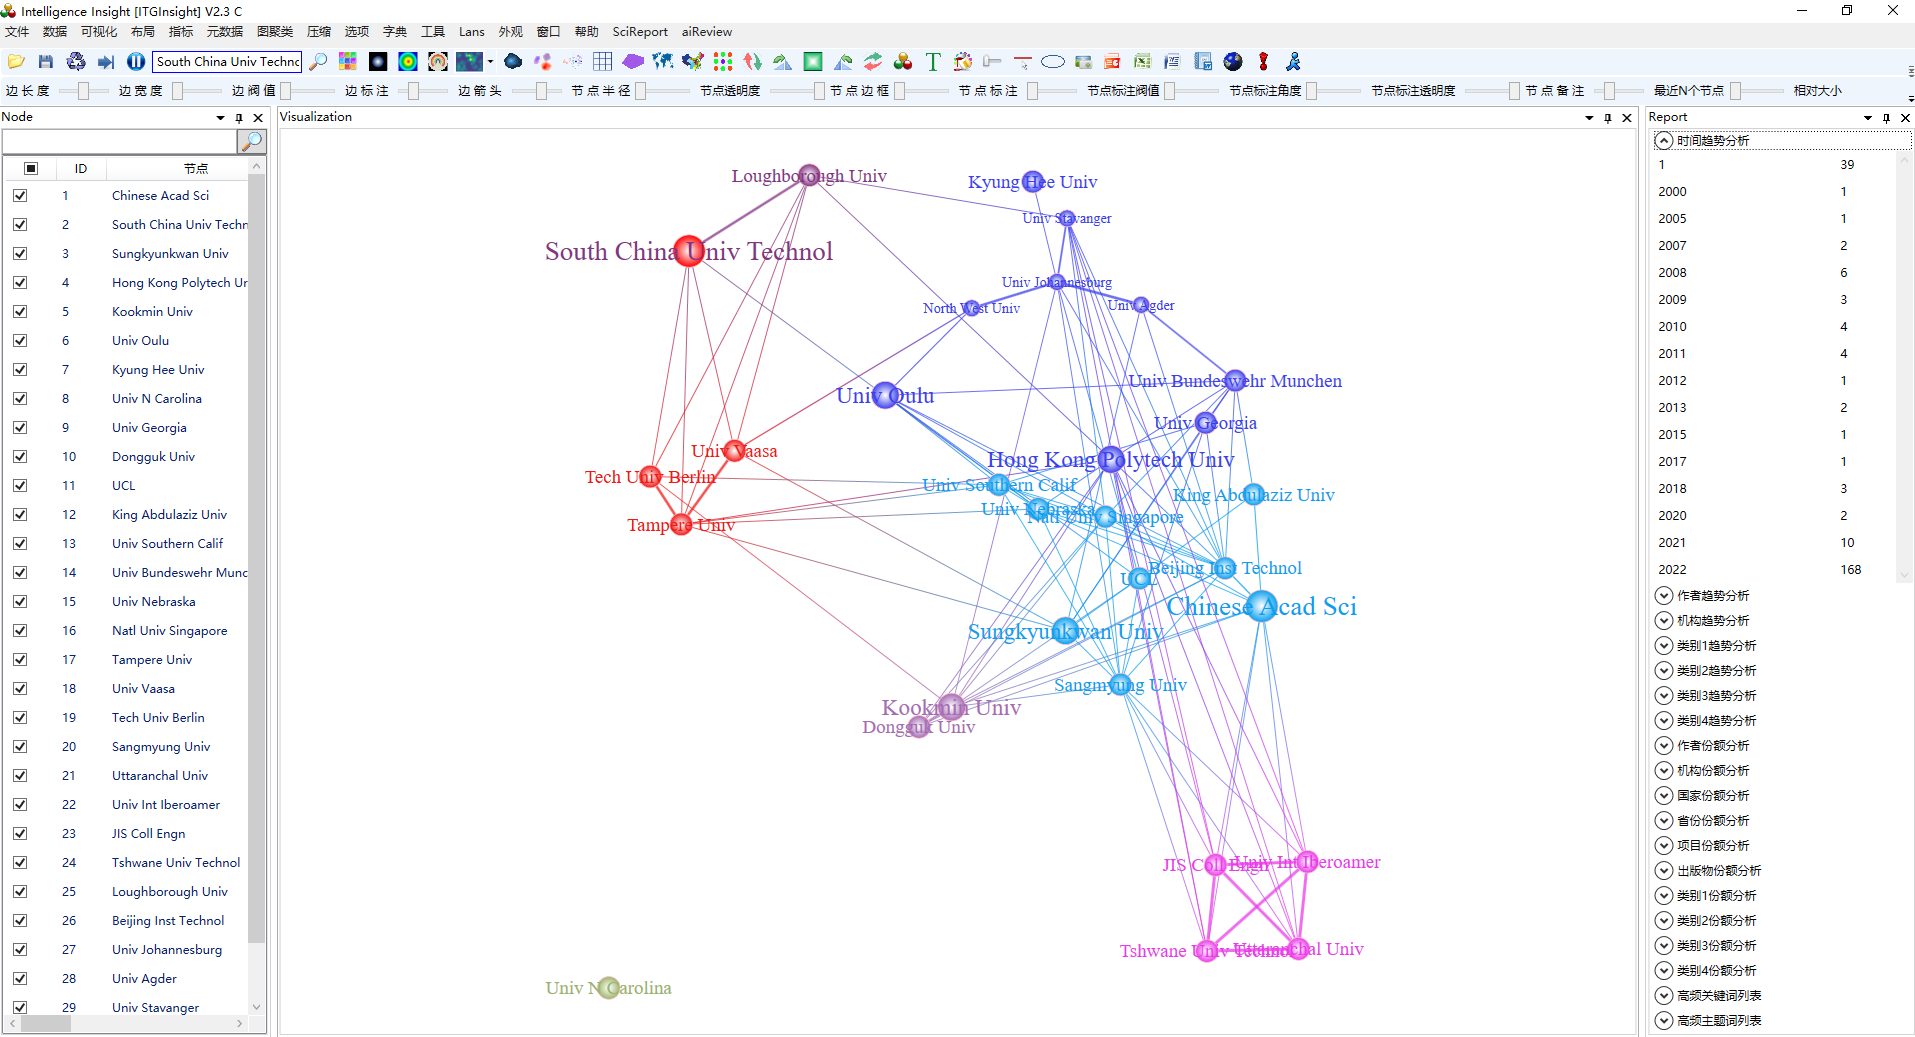 Intelligence Insight [ITGInsight] V2.3 C
文件 数据 可视化 布局 指标 元数据 图聚类 压缩 选项 字典 工具 Lans 外观 窗口 帮助 SciReport aiReview
South China Univ Technc
边长度 边宽度 边阀值 边标注 边箭头 节点半径 节点透明度 节点边框 节点标注 节点标注阀值 节点标注角度 节点标注透明度 节点备注 最近N个节点 相对大小
Node
ID 节点
1 Chinese Acad Sci
2 South China Univ Techn
3 Sungkyunkwan Univ
4 Hong Kong Polytech Ur
5 Kookmin Univ
6 Univ Oulu
7 Kyung Hee Univ
8 Univ N Carolina
9 Univ Georgia
10 Dongguk Univ
11 UCL
12 King Abdulaziz Univ
13 Univ Southern Calif
14 Univ Bundeswehr Munc
15 Univ Nebraska
16 Natl Univ Singapore
17 Tampere Univ
18 Univ Vaasa
19 Tech Univ Berlin
20 Sangmyung Univ
21 Uttaranchal Univ
22 Univ Int Iberoamer
23 JIS Coll Engn
24 Tshwane Univ Technol
25 Loughborough Univ
26 Beijing Inst Technol
27 Univ Johannesburg
28 Univ Agder
29 Univ Stavanger
Visualization
Loughborough Univ
Kyung Hee Univ
Univ Stavanger
South China Univ Technol
Univ Johannesburg
North West Univ
Univ Agder
Univ Bundeswehr Munchen
Univ Oulu
Univ Georgia
Univ Vaasa
Hong Kong Polytech Univ
Tech Univ Berlin
Univ Southern Calif
King Abdulaziz Univ
Univ Nebraska
Natl Univ Singapore
Tampere Univ
Beijing Inst Technol
UCL
Chinese Acad Sci
Sungkyunkwan Univ
Sangmyung Univ
Kookmin Univ
Dongguk Univ
JIS Coll Engn
Univ Int Iberoamer
Tshwane Univ Technol
Uttaranchal Univ
Univ N Carolina
Report
时间趋势分析
1 39
2000 1
2005 1
2007 2
2008 6
2009 3
2010 4
2011 4
2012 1
2013 2
2015 1
2017 1
2018 3
2020 2
2021 10
2022 168
作者趋势分析
机构趋势分析
类别1趋势分析
类别2趋势分析
类别3趋势分析
类别4趋势分析
作者份额分析
机构份额分析
国家份额分析
省份份额分析
项目份额分析
出版物份额分析
类别1份额分析
类别2份额分析
类别3份额分析
类别4份额分析
高频关键词列表
高频主题词列表